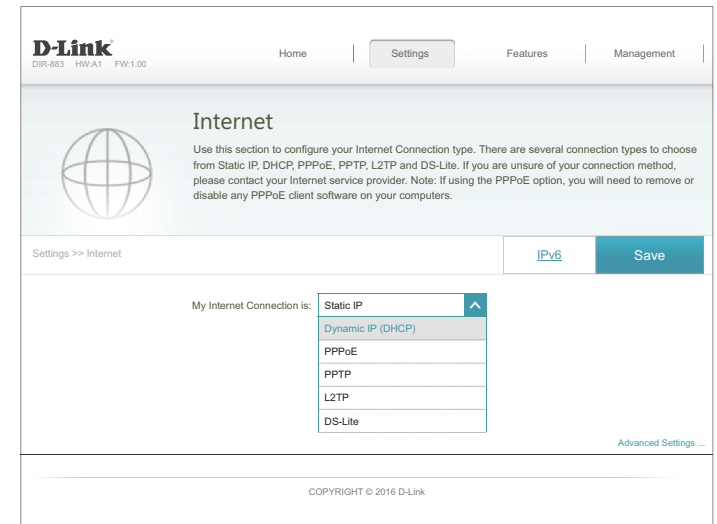 D-Link®
DIR-883 HW:A1 FW:1.00
Home
Settings
Features
Management
Internet
Use this section to configure your Internet Connection type. There are several connection types to choose
from Static IP, DHCP, PPPoE, PPTP, L2TP and DS-Lite. If you are unsure of your connection method,
please contact your Internet service provider. Note: If using the PPPoE option, you will need to remove or
disable any PPPoE client software on your computers.
Settings >> Internet
IPv6
Save
My Internet Connection is:
Static IP
Dynamic IP (DHCP)
PPPoE
PPTP
L2TP
DS-Lite
Advanced Settings ...
COPYRIGHT © 2016 D-Link